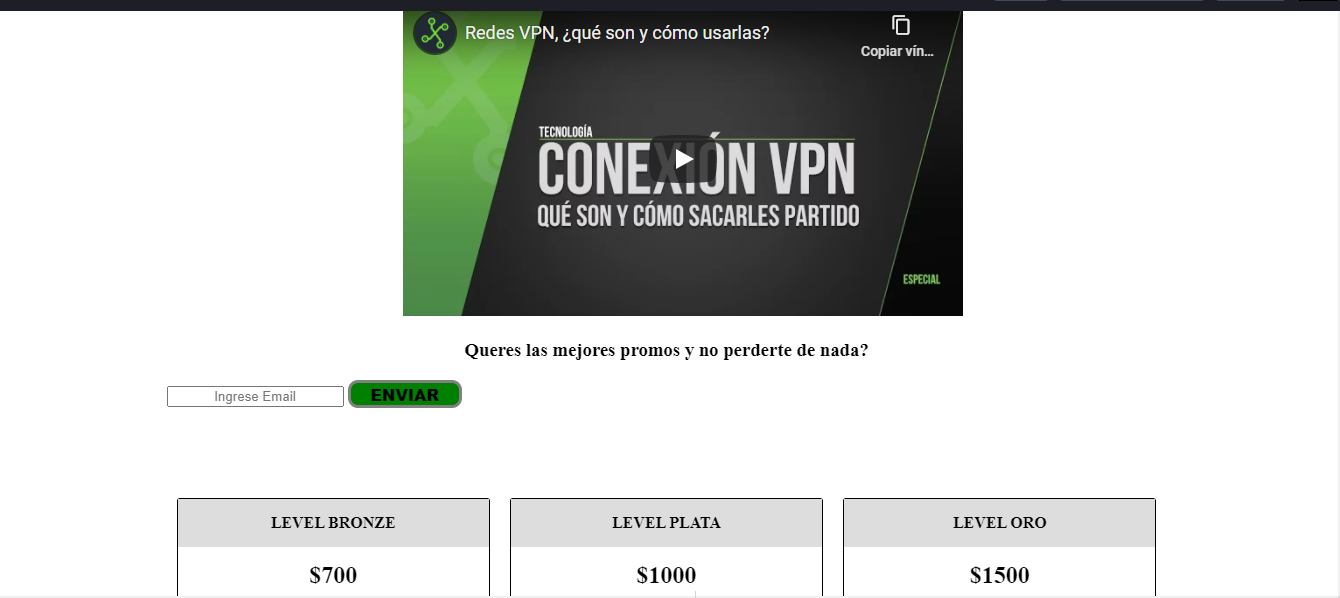 Redes VPN, ¿qué son y cómo usarlas?
Copiar vín...
TECNOLOGÍA
CONEXIÓN VPN
QUÉ SON Y CÓMO SACARLES PARTIDO
ESPECIAL
Queres las mejores promos y no perderte de nada?
Ingrese Email ENVIAR
LEVEL BRONZE LEVEL PLATA LEVEL ORO
$700 $1000 $1500